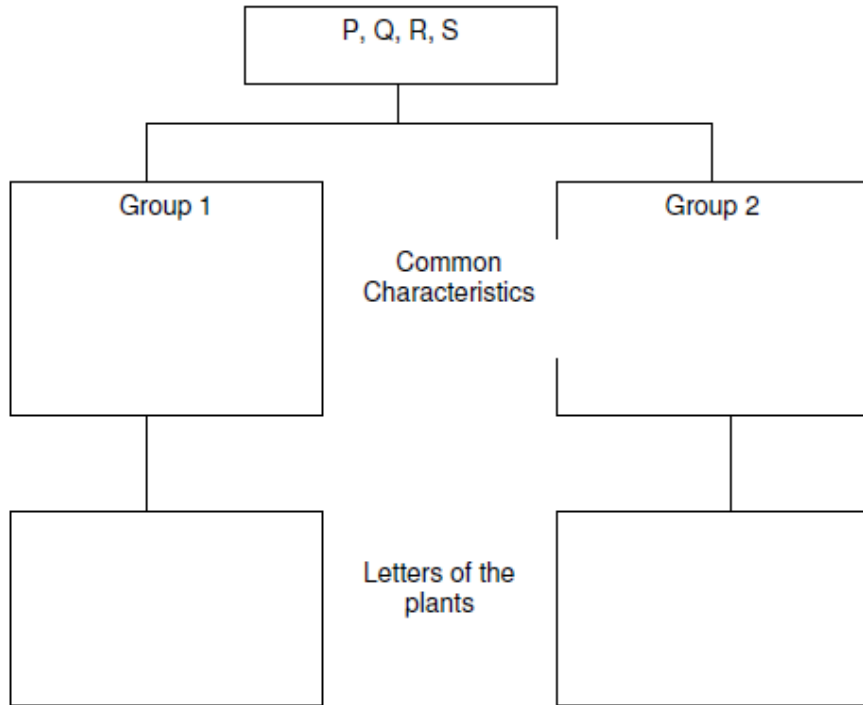 P, Q, R, S
Group 1
Group 2
Common
Characteristics
Letters of the
plants